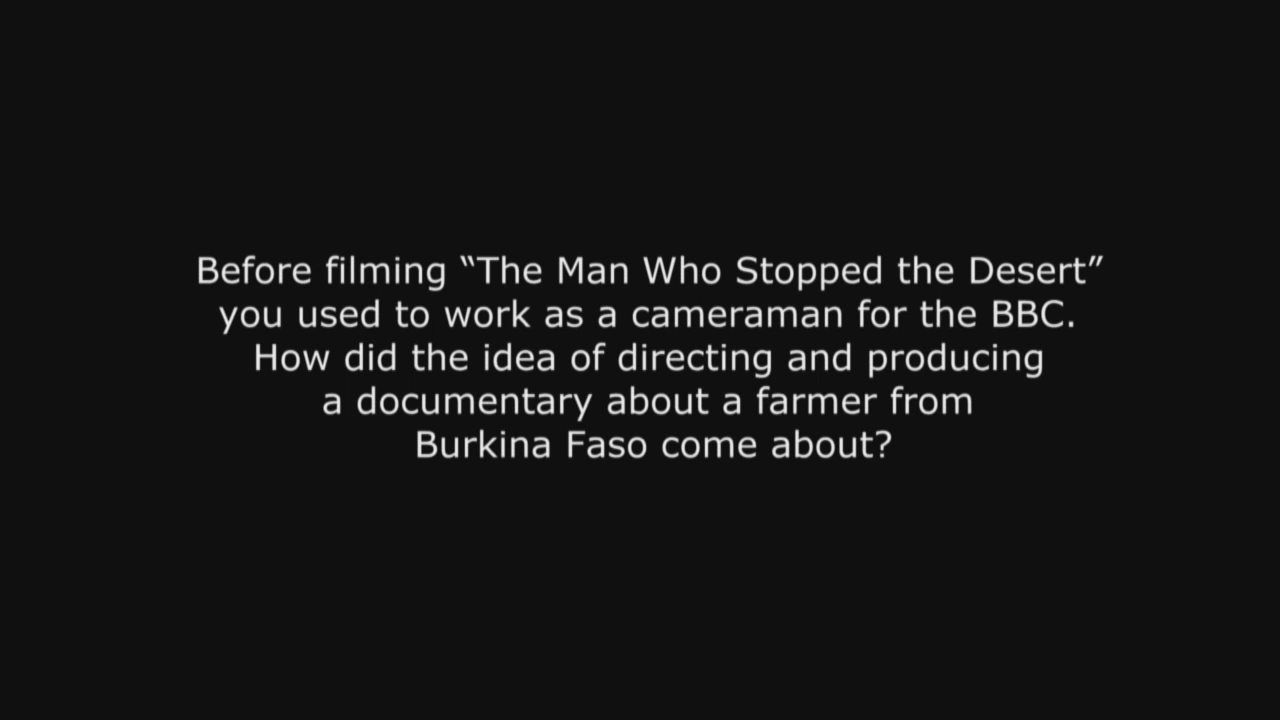 Before filming “The Man Who Stopped the Desert”
you used to work as a cameraman for the BBC.
How did the idea of directing and producing
a documentary about a farmer from
Burkina Faso come about?